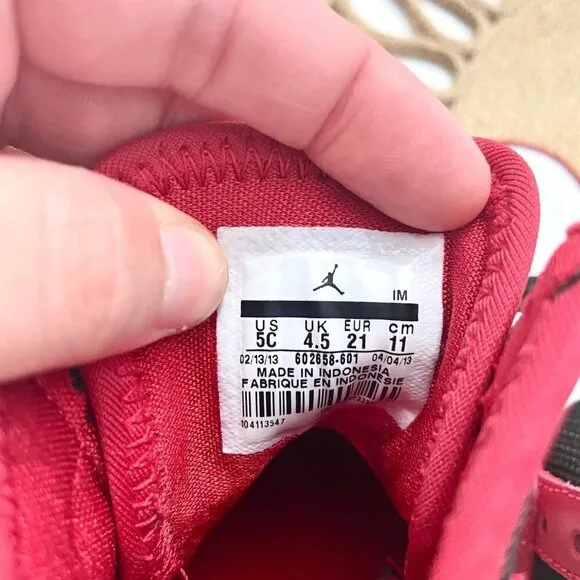 IM
US UK EUR cm
5C 4.5 21 11
02/13/13 602658-601 04/04/13
MADE IN INDONESIA
FABRIQUE EN INDONESIE
104113547